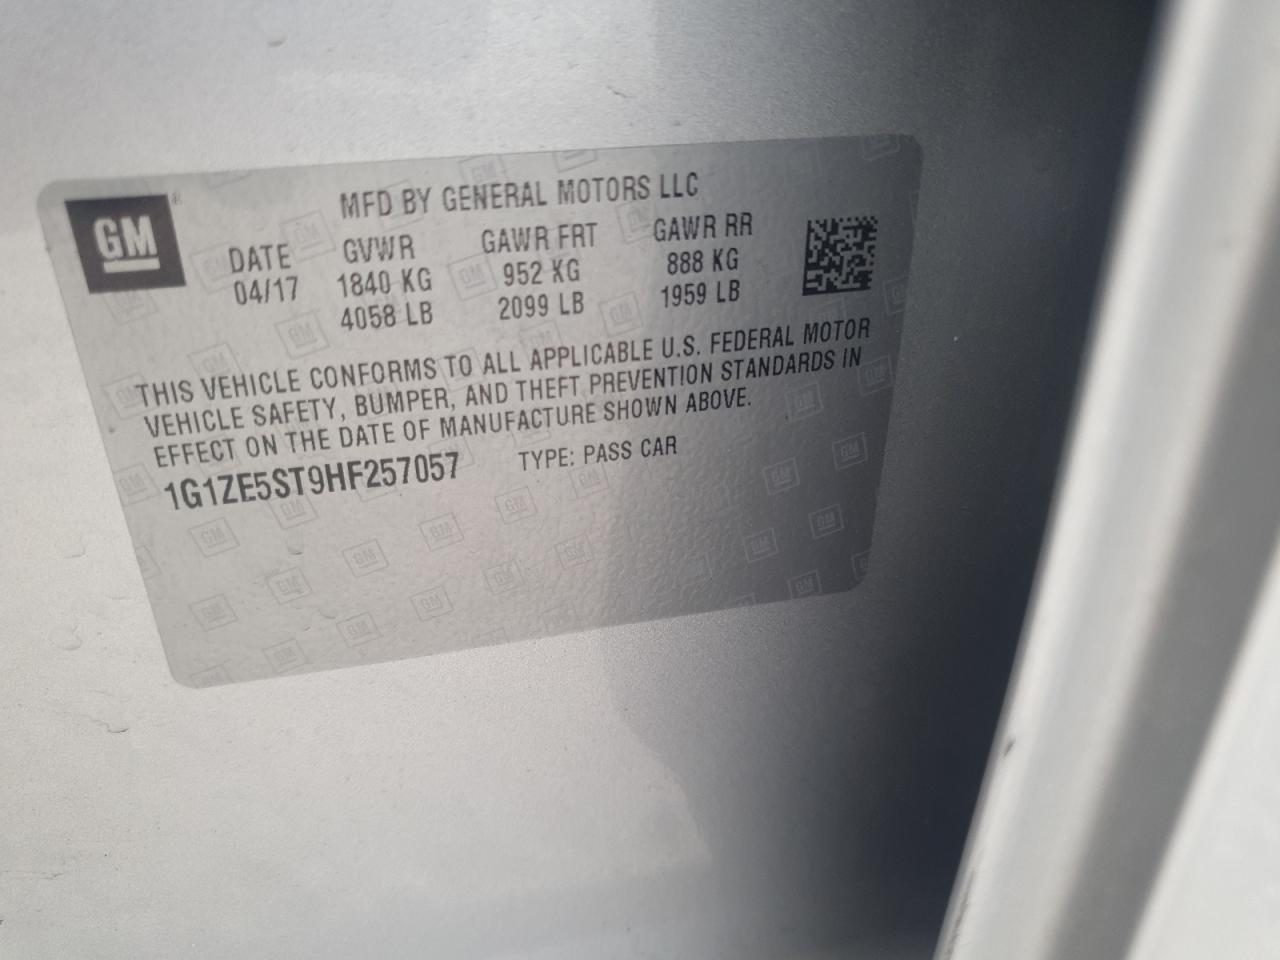 GM ®
MFD BY GENERAL MOTORS LLC
DATE GVWR GAWR FRT GAWR RR
04/17 1840 KG 952 KG 888 KG
4058 LB 2099 LB 1959 LB
THIS VEHICLE CONFORMS TO ALL APPLICABLE U.S. FEDERAL MOTOR
VEHICLE SAFETY, BUMPER, AND THEFT PREVENTION STANDARDS IN
EFFECT ON THE DATE OF MANUFACTURE SHOWN ABOVE.
1G1ZE5ST9HF257057 TYPE: PASS CAR